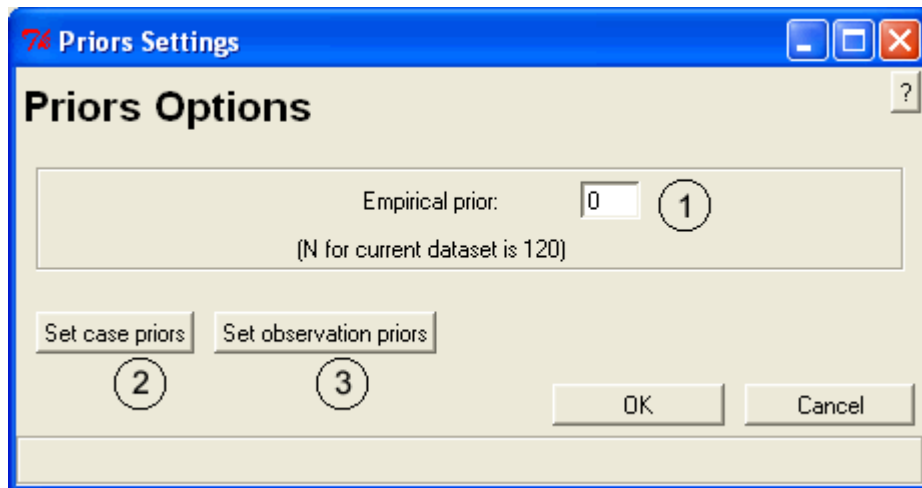 Priors Settings
Priors Options
?
Empirical prior: 0 1
(N for current dataset is 120)
Set case priors Set observation priors
2 3
OK Cancel